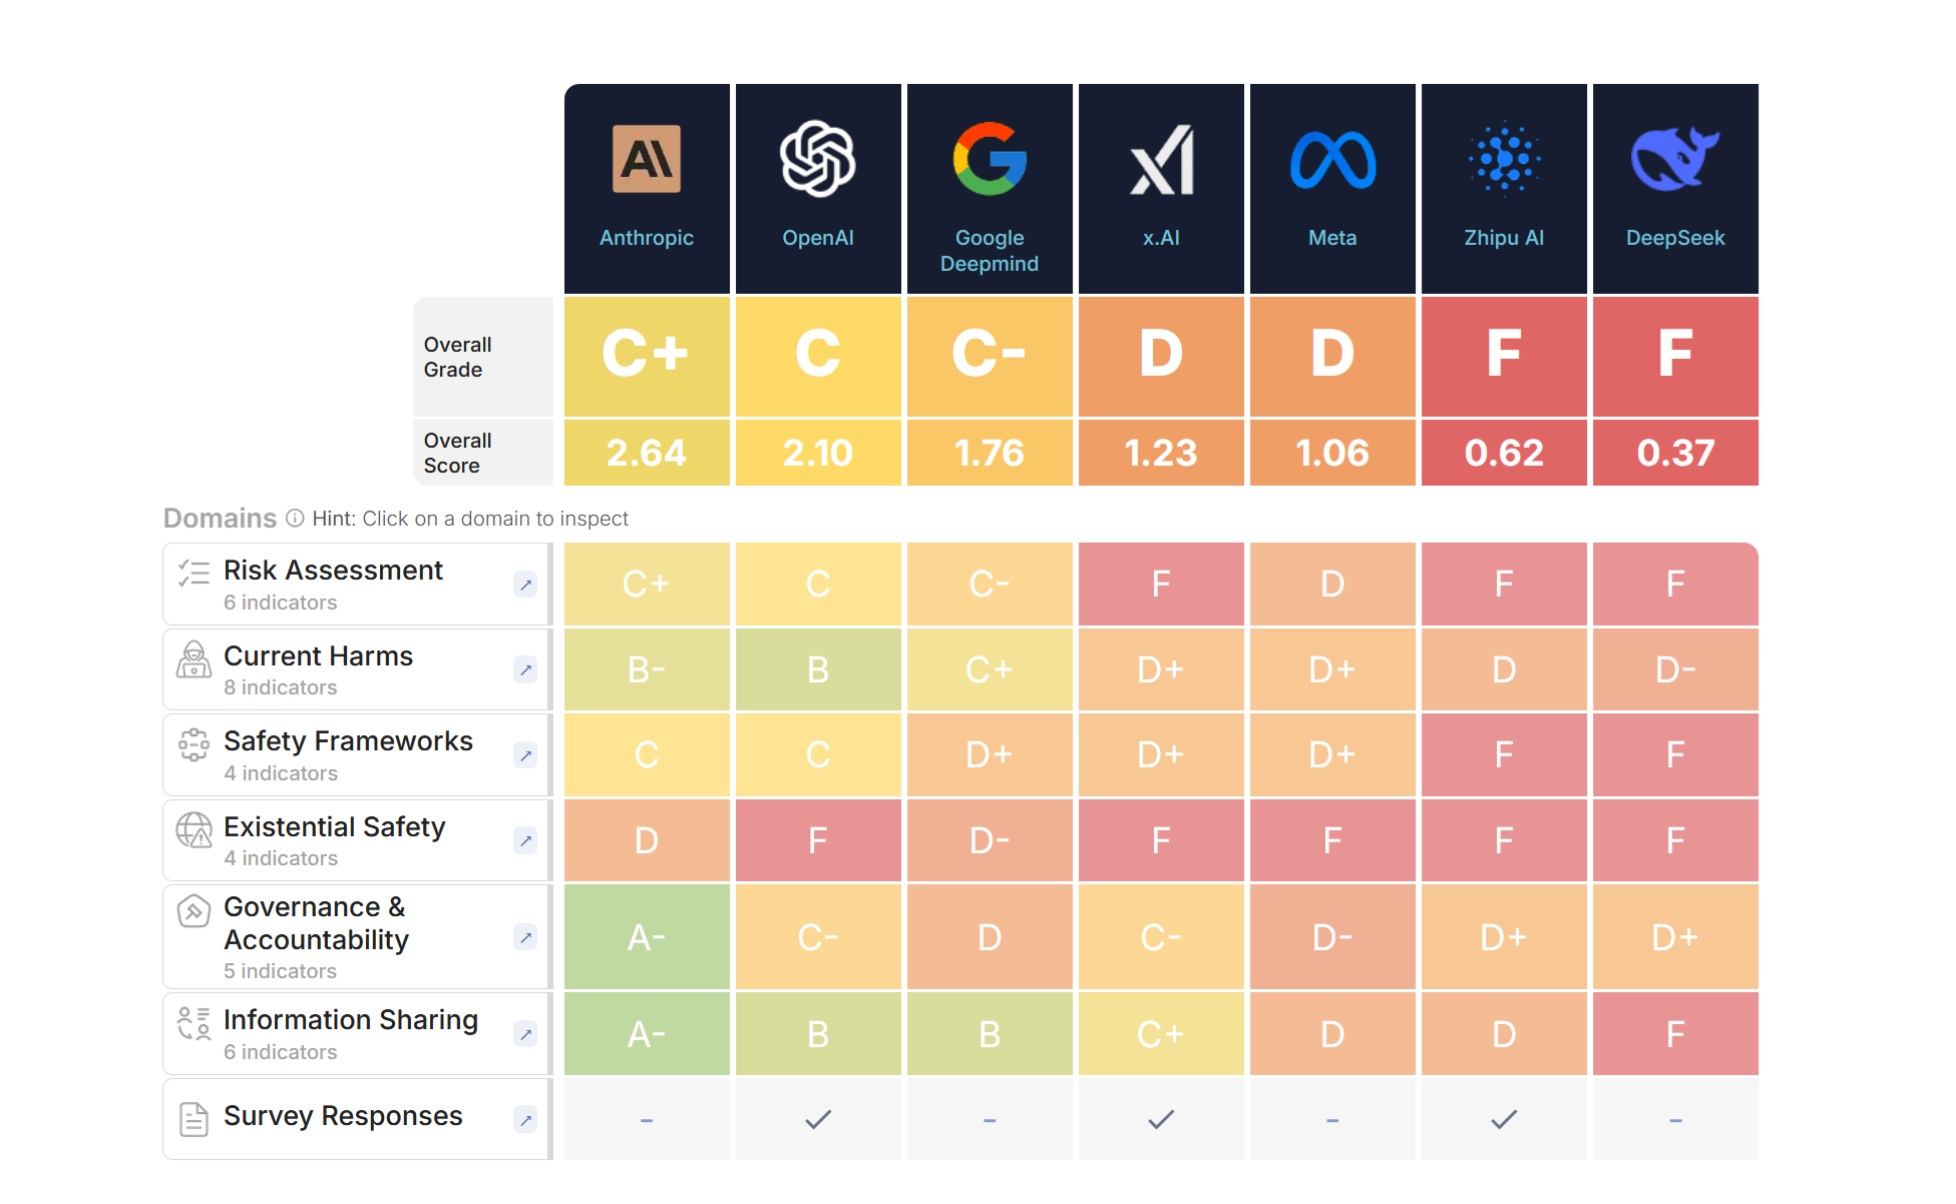 Anthropic
OpenAI
Google
Deepmind
x.AI
Meta
Zhipu AI
DeepSeek
Overall
Grade
C+ C C- D D F F
Overall
Score
2.64 2.10 1.76 1.23 1.06 0.62 0.37
Domains Hint: Click on a domain to inspect
Risk Assessment
6 indicators
C+ C C- F D F F
Current Harms
8 indicators
B- B C+ D+ D+ D D-
Safety Frameworks
4 indicators
C C D+ D+ D+ F F
Existential Safety
4 indicators
D F D- F F F F
Governance &
Accountability
5 indicators
A- C- D C- D- D+ D+
Information Sharing
6 indicators
A- B B C+ D D F
Survey Responses
- ✓ - ✓ - ✓ -